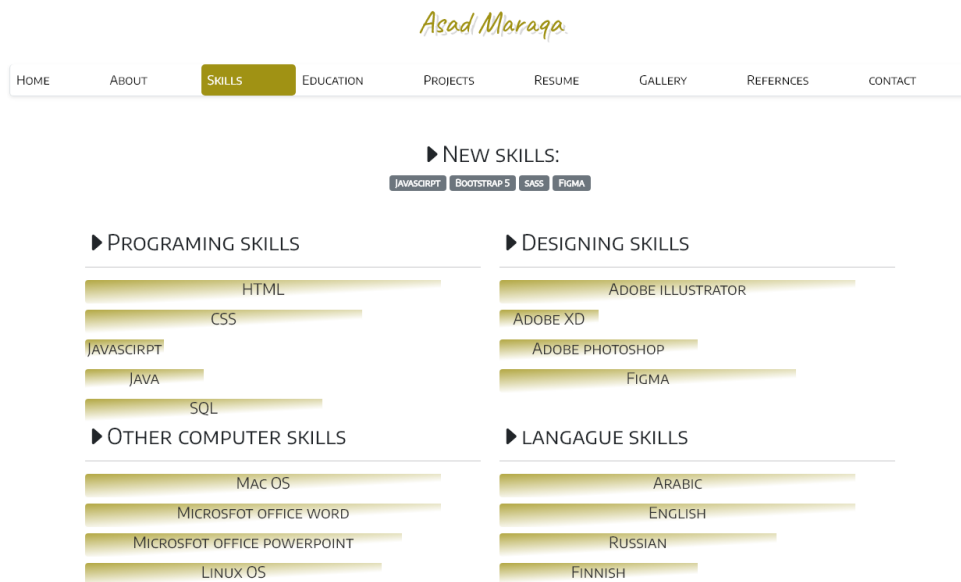 Asad Maraqa
Home About Skills Education Projects Resume Gallery Refernces contact
New skills:
Javascirpt Bootstrap 5 sass Figma
Programing skills
HTML
CSS
Javascirpt
Java
SQL
Designing skills
Adobe illustrator
Adobe XD
Adobe photoshop
Figma
Other computer skills
Mac OS
Microsfot office word
Microsfot office powerpoint
Linux OS
langague skills
Arabic
English
Russian
Finnish